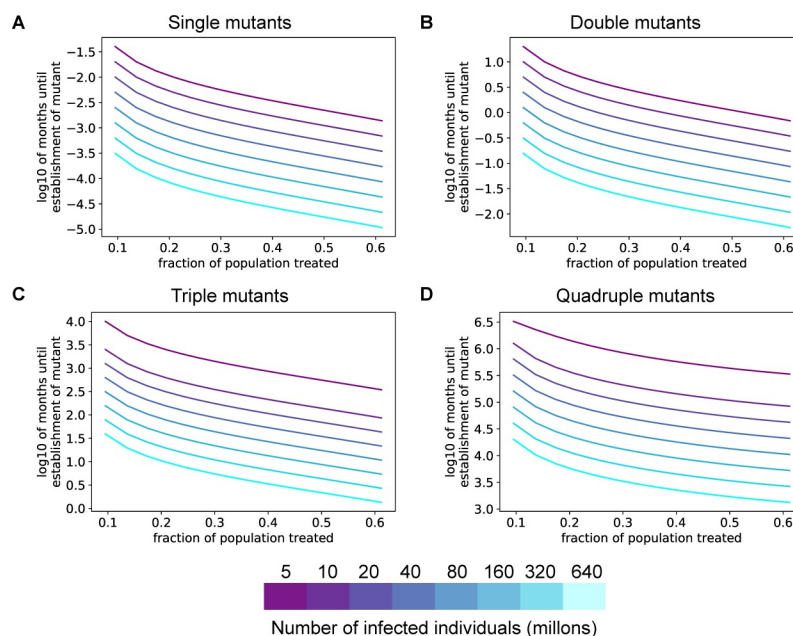 A Single mutants
log10 of months until
establishment of mutant
−1.5
−2.0
−2.5
−3.0
−3.5
−4.0
−4.5
−5.0
0.1 0.2 0.3 0.4 0.5 0.6
fraction of population treated
B Double mutants
log10 of months until
establishment of mutant
1.0
0.5
0.0
−0.5
−1.0
−1.5
−2.0
0.1 0.2 0.3 0.4 0.5 0.6
fraction of population treated
C Triple mutants
log10 of months until
establishment of mutant
4.0
3.5
3.0
2.5
2.0
1.5
1.0
0.5
0.0
0.1 0.2 0.3 0.4 0.5 0.6
fraction of population treated
D Quadruple mutants
log10 of months until
establishment of mutant
6.5
6.0
5.5
5.0
4.5
4.0
3.5
3.0
0.1 0.2 0.3 0.4 0.5 0.6
fraction of population treated
5 10 20 40 80 160 320 640
Number of infected individuals (millons)